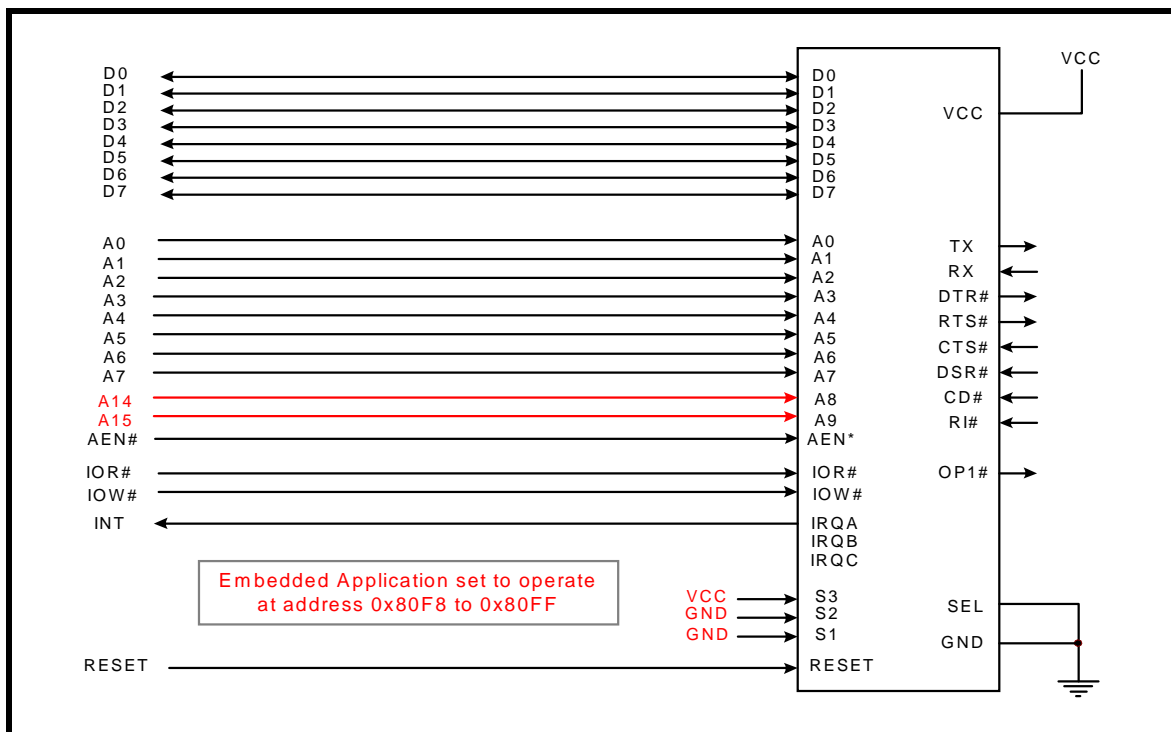 VCC
D0 D0
D1 D1
D2 D2 VCC
D3 D3
D4 D4
D5 D5
D6 D6
D7 D7
A0 A0 TX
A1 A1 RX
A2 A2
A3 A3 DTR#
A4 A4 RTS#
A5 A5 CTS#
A6 A6 DSR#
A7 A7
A14 A8 CD#
A15 A9 RI#
AEN# AEN*
IOR# IOR# OP1#
IOW# IOW#
INT IRQA
IRQB
IRQC
Embedded Application set to operate
at address 0x80F8 to 0x80FF
VCC S3 SEL
GND S2
GND S1 GND
RESET RESET